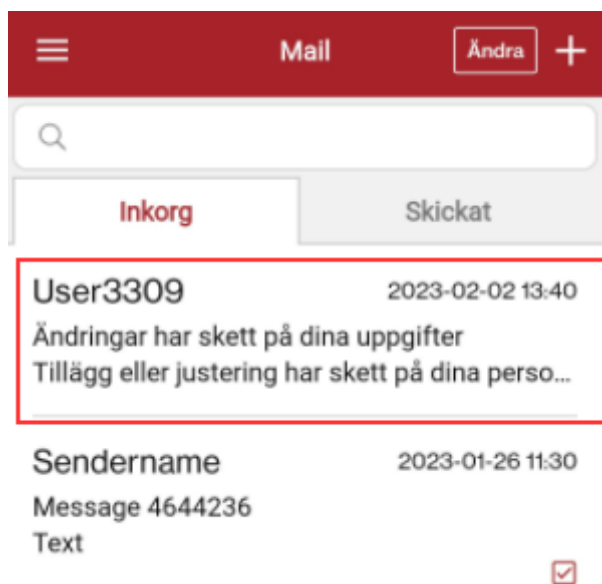 Mail
Ändra
Inkorg
Skickat
User3309
2023-02-02 13:40
Ändringar har skett på dina uppgifter
Tillägg eller justering har skett på dina perso...
Sendername
2023-01-26 11:30
Message 4644236
Text